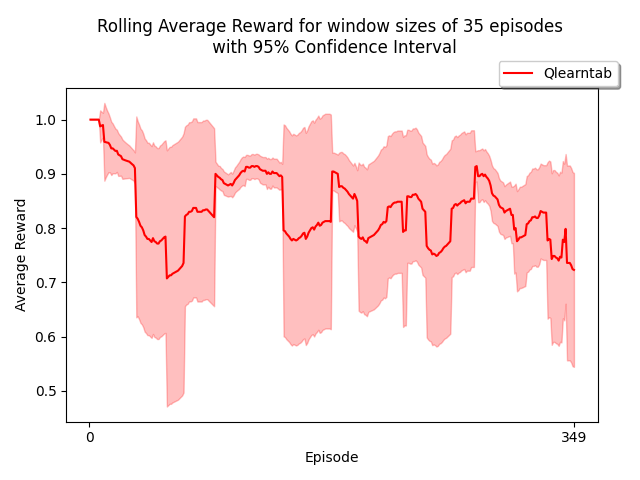 Rolling Average Reward for window sizes of 35 episodes
with 95% Confidence Interval
Qlearntab
1.0
0.9
0.8
0.7
0.6
0.5
Average Reward
0
349
Episode